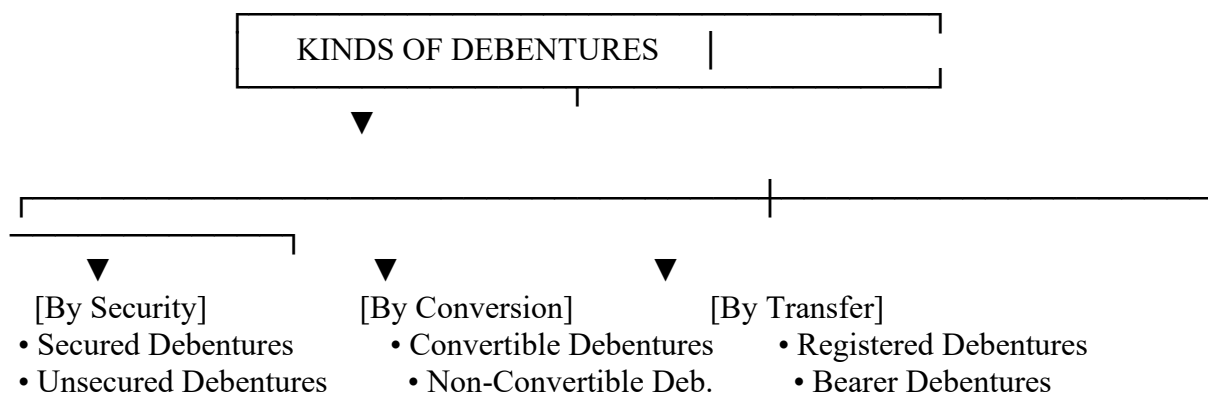 KINDS OF DEBENTURES
[By Security] [By Conversion] [By Transfer]
• Secured Debentures • Convertible Debentures • Registered Debentures
• Unsecured Debentures • Non-Convertible Deb. • Bearer Debentures